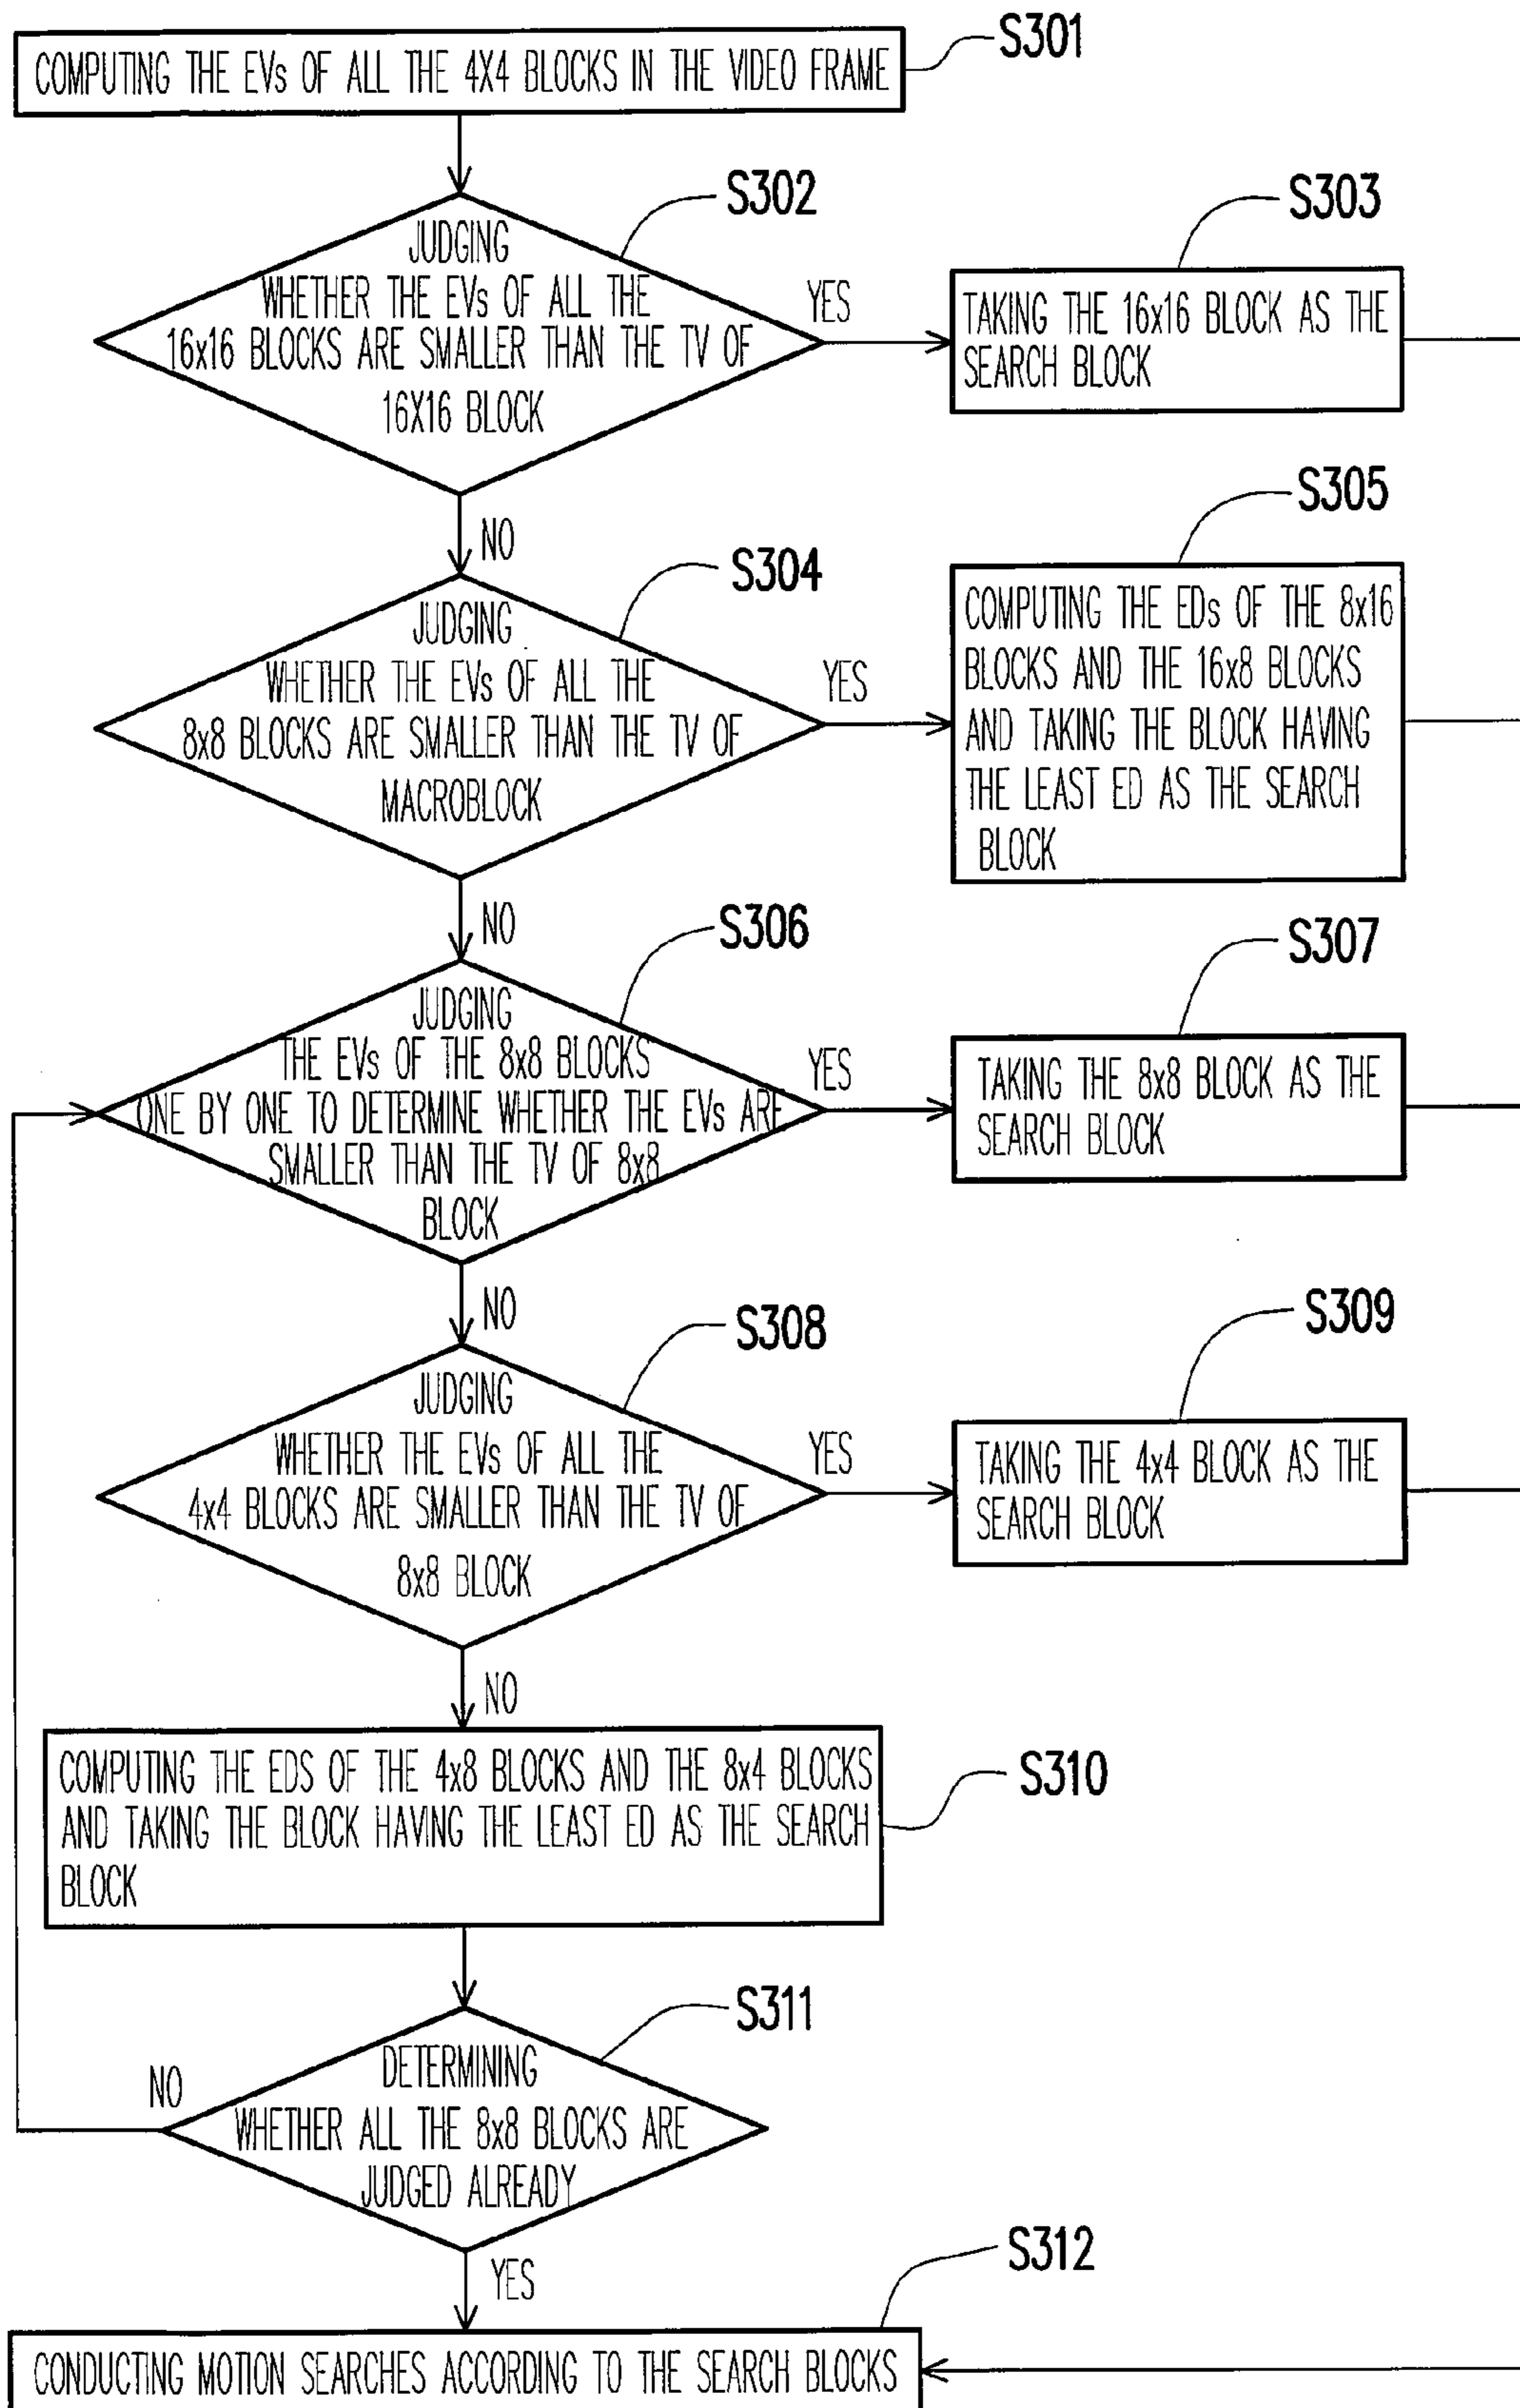 S301
COMPUTING THE EVs OF ALL THE 4X4 BLOCKS IN THE VIDEO FRAME
S302
JUDGING
WHETHER THE EVs OF ALL THE
16x16 BLOCKS ARE SMALLER THAN THE TV OF
16X16 BLOCK
YES
S303
TAKING THE 16x16 BLOCK AS THE
SEARCH BLOCK
NO
S304
JUDGING
WHETHER THE EVs OF ALL THE
8x8 BLOCKS ARE SMALLER THAN THE TV OF
MACROBLOCK
YES
S305
COMPUTING THE EDs OF THE 8x16
BLOCKS AND THE 16x8 BLOCKS
AND TAKING THE BLOCK HAVING
THE LEAST ED AS THE SEARCH
BLOCK
NO
S306
JUDGING
THE EVs OF THE 8x8 BLOCKS
ONE BY ONE TO DETERMINE WHETHER THE EVs ARE
SMALLER THAN THE TV OF 8x8
BLOCK
YES
S307
TAKING THE 8x8 BLOCK AS THE
SEARCH BLOCK
NO
S308
JUDGING
WHETHER THE EVs OF ALL THE
4x4 BLOCKS ARE SMALLER THAN THE TV OF
8x8 BLOCK
YES
S309
TAKING THE 4x4 BLOCK AS THE
SEARCH BLOCK
NO
COMPUTING THE EDS OF THE 4x8 BLOCKS AND THE 8x4 BLOCKS
AND TAKING THE BLOCK HAVING THE LEAST ED AS THE SEARCH
BLOCK
S310
S311
DETERMINING
WHETHER ALL THE 8x8 BLOCKS ARE
JUDGED ALREADY
NO
YES
S312
CONDUCTING MOTION SEARCHES ACCORDING TO THE SEARCH BLOCKS